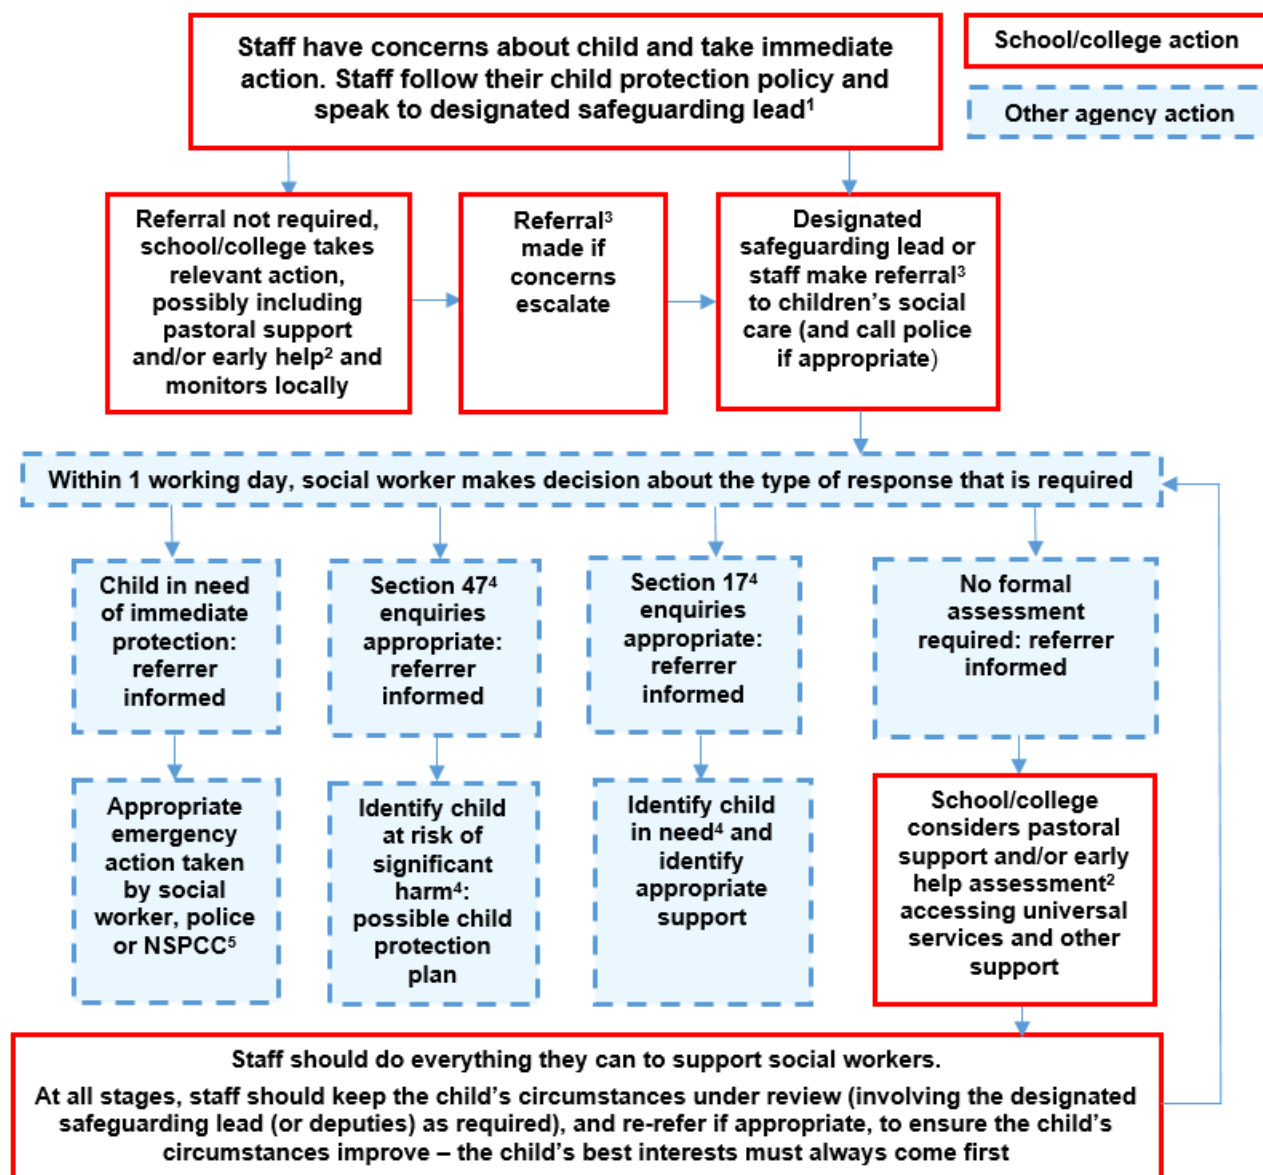 Staff have concerns about child and take immediate
action. Staff follow their child protection policy and
speak to designated safeguarding lead¹
School/college action
Other agency action
Referral not required,
school/college takes
relevant action,
possibly including
pastoral support
and/or early help² and
monitors locally
Referral³
made if
concerns
escalate
Designated
safeguarding lead or
staff make referral³
to children’s social
care (and call police
if appropriate)
Within 1 working day, social worker makes decision about the type of response that is required
Child in need
of immediate
protection:
referrer
informed
Section 47⁴
enquiries
appropriate:
referrer
informed
Section 17⁴
enquiries
appropriate:
referrer
informed
No formal
assessment
required: referrer
informed
Appropriate
emergency
action taken
by social
worker, police
or NSPCC⁵
Identify child
at risk of
significant
harm⁴:
possible child
protection
plan
Identify child
in need⁴ and
identify
appropriate
support
School/college
considers pastoral
support and/or early
help assessment²
accessing universal
services and other
support
Staff should do everything they can to support social workers.
At all stages, staff should keep the child’s circumstances under review (involving the designated
safeguarding lead (or deputies) as required), and re-refer if appropriate, to ensure the child’s
circumstances improve – the child’s best interests must always come first